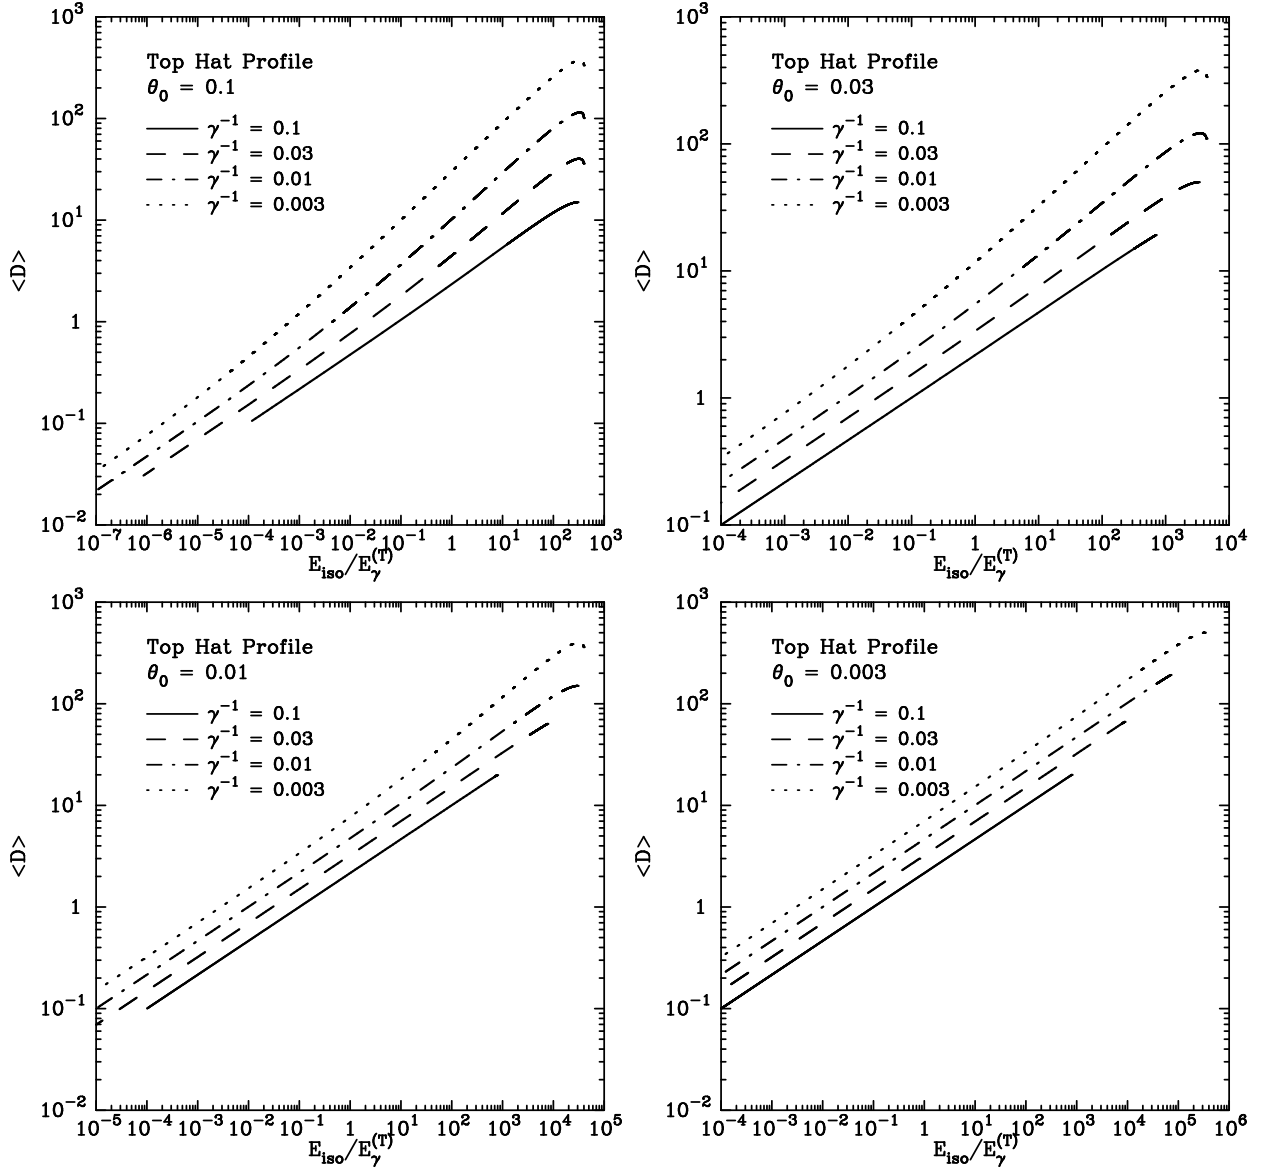 10³
10²
10¹
1
10⁻¹
10⁻²
<D>
Top Hat Profile
θ₀ = 0.1
γ⁻¹ = 0.1
γ⁻¹ = 0.03
γ⁻¹ = 0.01
γ⁻¹ = 0.003
10⁻⁷ 10⁻⁶ 10⁻⁵ 10⁻⁴ 10⁻³ 10⁻² 10⁻¹ 1 10¹ 10² 10³
E_iso/E_γ^(T)
10³
10²
10¹
1
10⁻¹
<D>
Top Hat Profile
θ₀ = 0.03
γ⁻¹ = 0.1
γ⁻¹ = 0.03
γ⁻¹ = 0.01
γ⁻¹ = 0.003
10⁻⁴ 10⁻³ 10⁻² 10⁻¹ 1 10¹ 10² 10³ 10⁴
E_iso/E_γ^(T)
10³
10²
10¹
1
10⁻¹
10⁻²
<D>
Top Hat Profile
θ₀ = 0.01
γ⁻¹ = 0.1
γ⁻¹ = 0.03
γ⁻¹ = 0.01
γ⁻¹ = 0.003
10⁻⁵ 10⁻⁴ 10⁻³ 10⁻² 10⁻¹ 1 10¹ 10² 10³ 10⁴ 10⁵
E_iso/E_γ^(T)
10³
10²
10¹
1
10⁻¹
10⁻²
<D>
Top Hat Profile
θ₀ = 0.003
γ⁻¹ = 0.1
γ⁻¹ = 0.03
γ⁻¹ = 0.01
γ⁻¹ = 0.003
10⁻⁴ 10⁻³ 10⁻² 10⁻¹ 1 10¹ 10² 10³ 10⁴ 10⁵ 10⁶
E_iso/E_γ^(T)